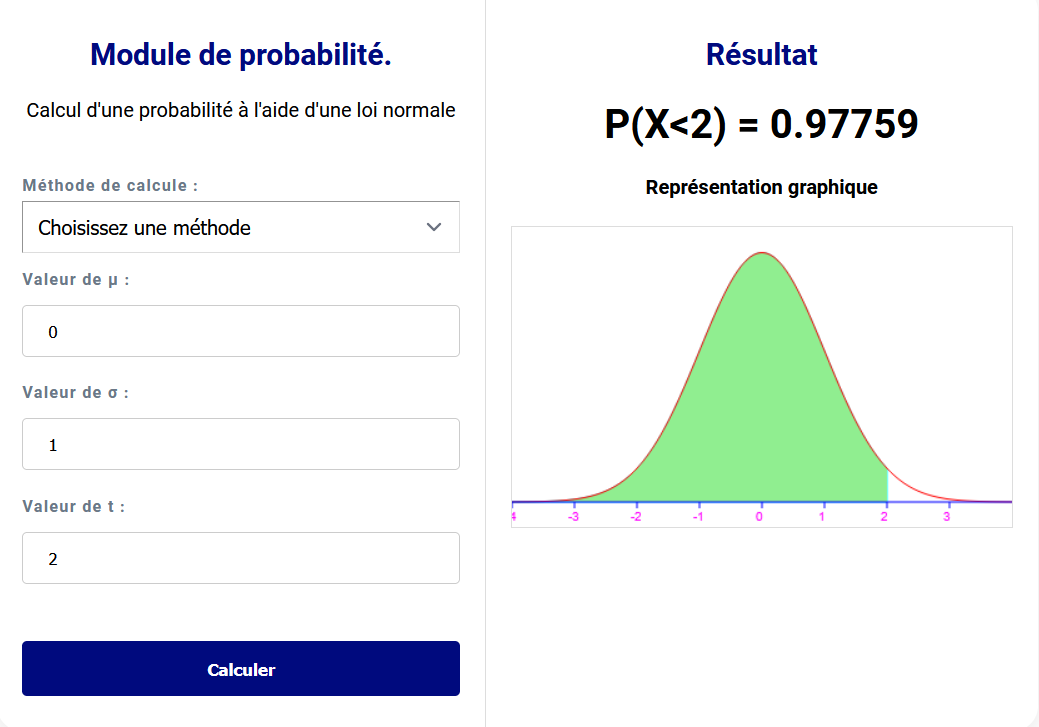 Module de probabilité.
Calcul d'une probabilité à l'aide d'une loi normale
Méthode de calcule :
Choisissez une méthode
Valeur de μ :
0
Valeur de σ :
1
Valeur de t :
2
Calculer
Résultat
P(X<2) = 0.97759
Représentation graphique
4 -3 -2 -1 0 1 2 3